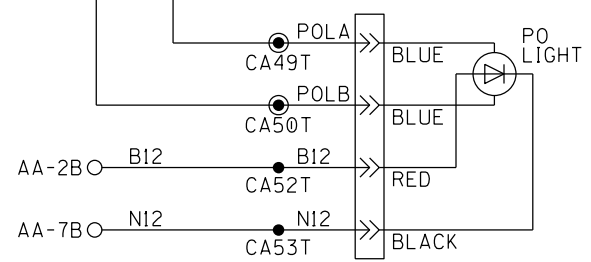 POLA
PO
LIGHT
BLUE
CA49T
POLB
BLUE
CA50T
AA-2B
B12
B12
RED
CA52T
AA-7B
N12
N12
BLACK
CA53T